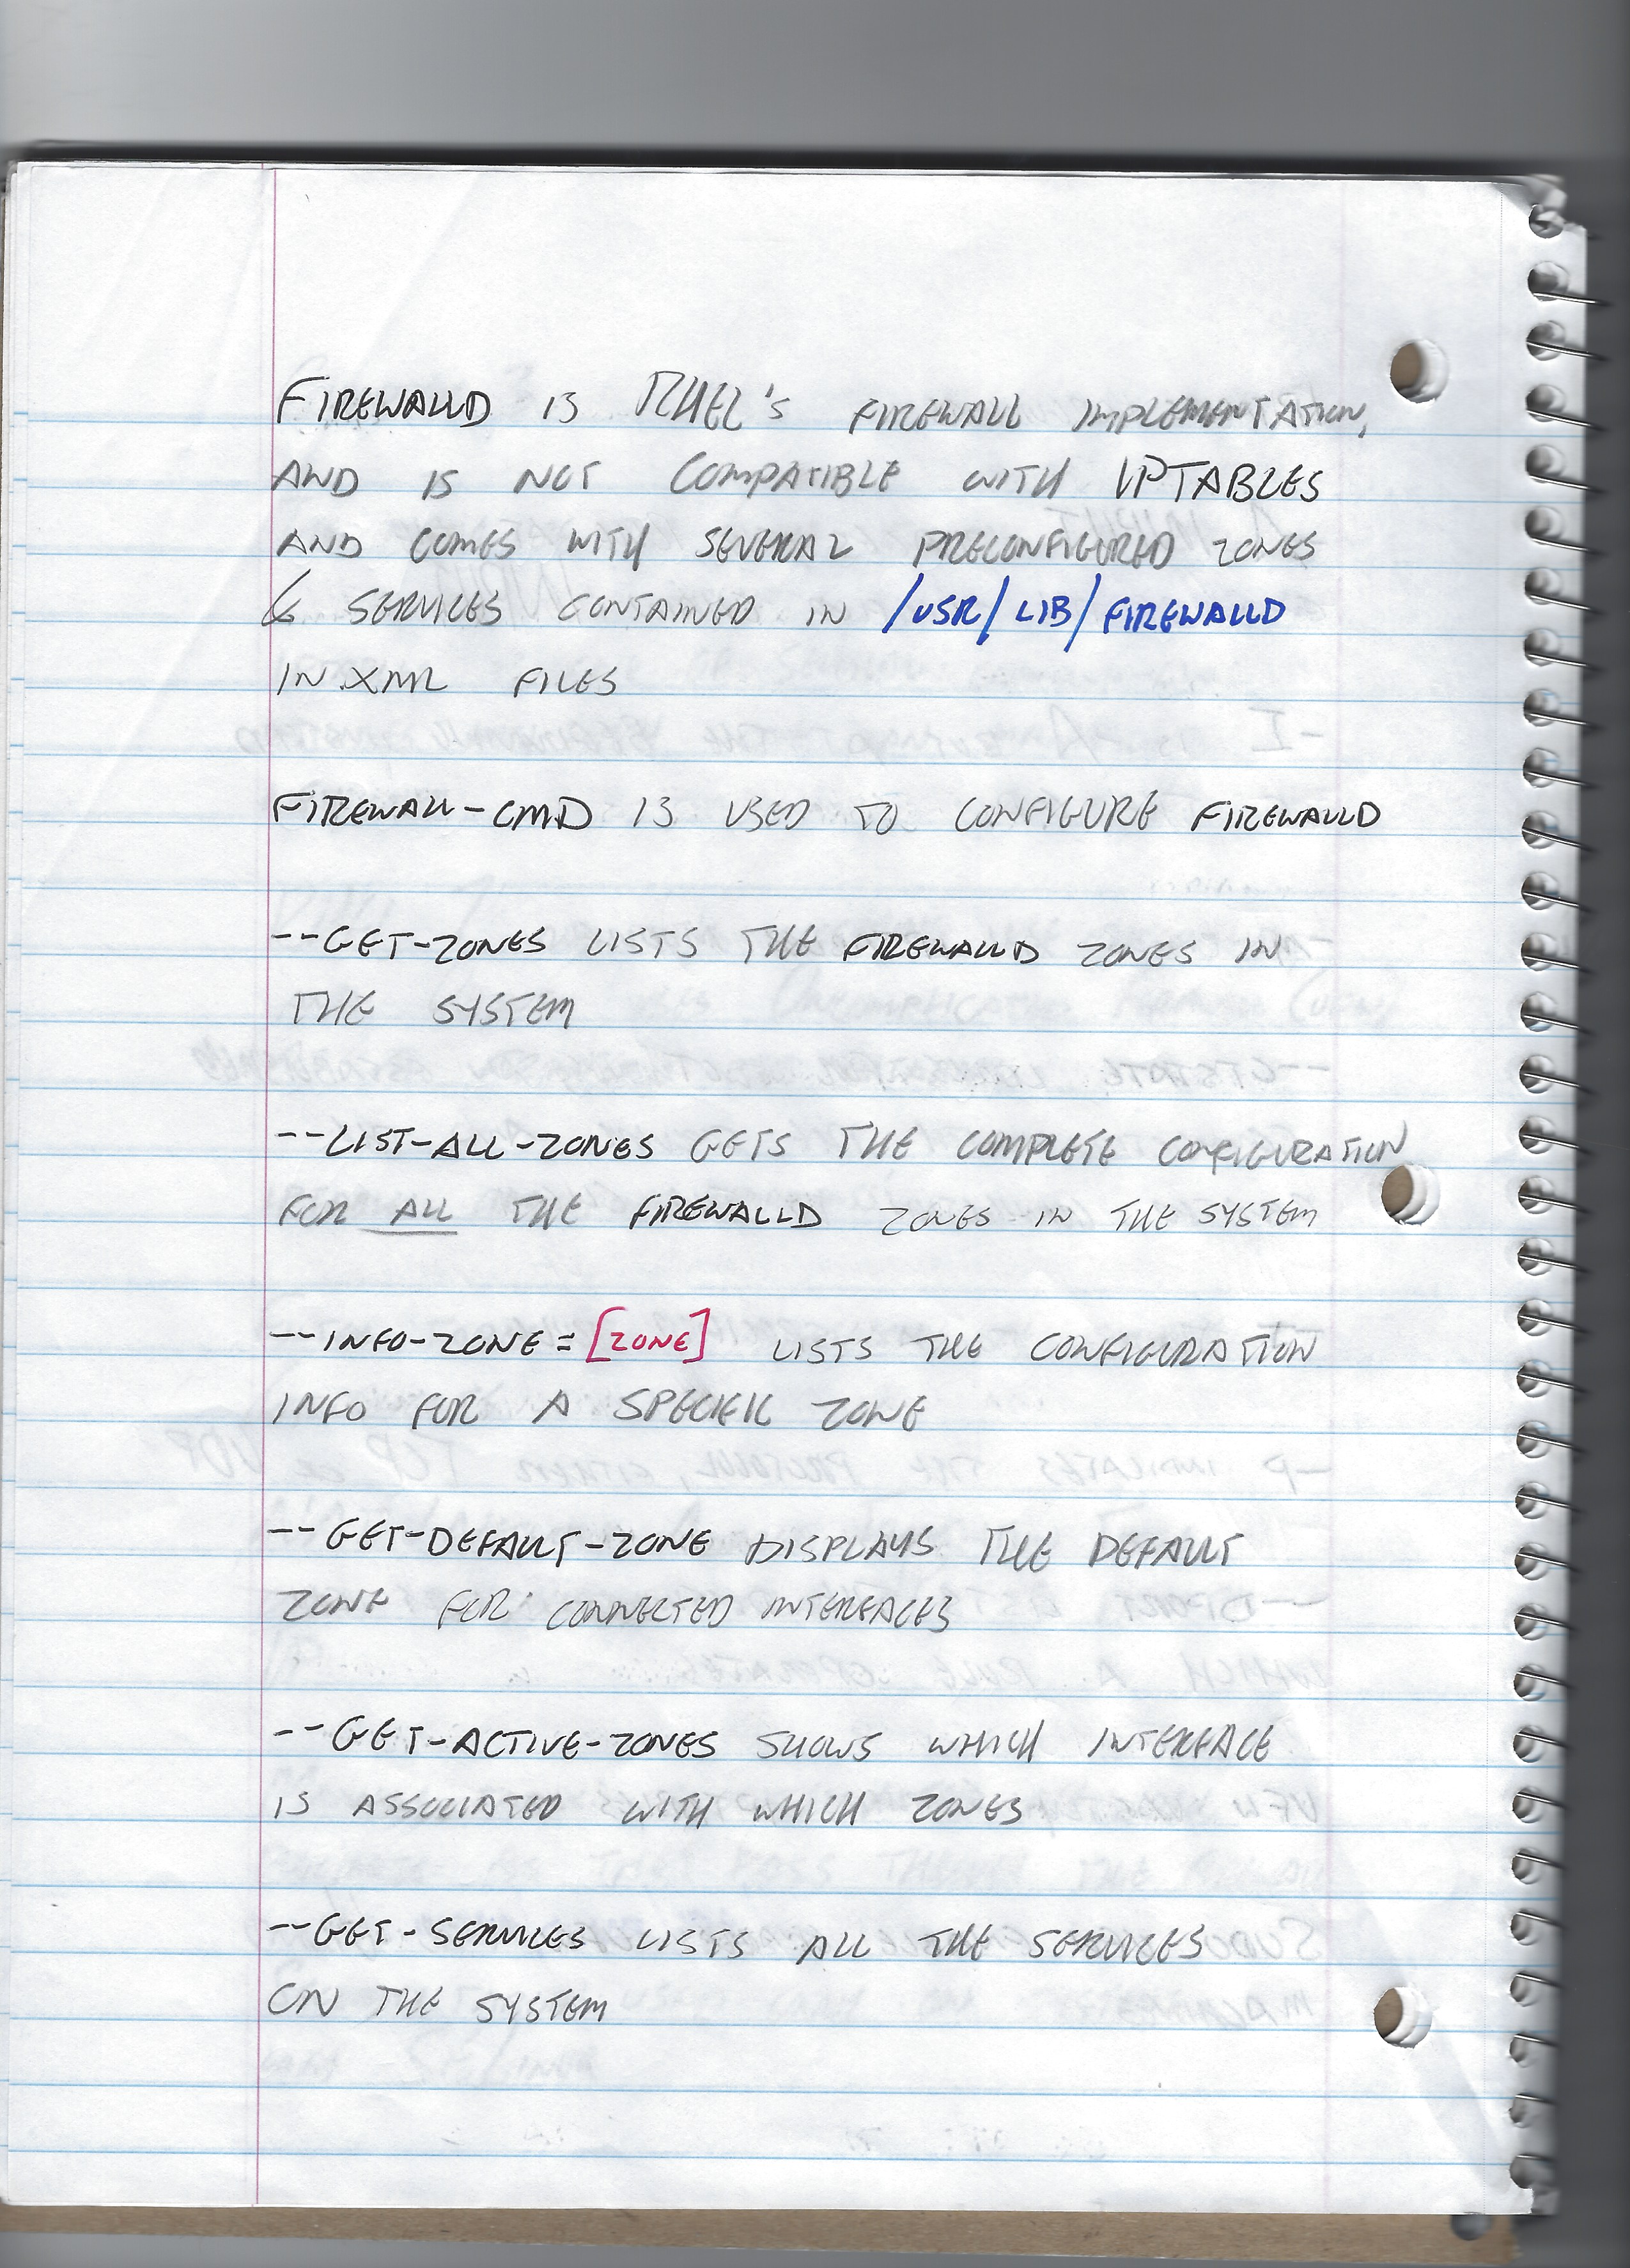 FIREWALLD IS RHEL'S FIREWALL IMPLEMENTATION,
AND IS NOT COMPATIBLE WITH IPTABLES
AND COMES WITH SEVERAL PRECONFIGURED ZONES
& SERVICES CONTAINED IN /USR/LIB/FIREWALLD
IN XML FILES
FIREWALL-CMD IS USED TO CONFIGURE FIREWALLD
--GET-ZONES LISTS THE FIREWALLD ZONES IN
THE SYSTEM
--LIST-ALL-ZONES GETS THE COMPLETE CONFIGURATION
FOR ALL THE FIREWALLD ZONES IN THE SYSTEM
--INFO-ZONE=[ZONE] LISTS THE CONFIGURATION
INFO FOR A SPECIFIC ZONE
--GET-DEFAULT-ZONE DISPLAYS THE DEFAULT
ZONE FOR CONNECTED INTERFACES
--GET-ACTIVE-ZONES SHOWS WHICH INTERFACE
IS ASSOCIATED WITH WHICH ZONES
--GET-SERVICES LISTS ALL THE SERVICES
ON THE SYSTEM